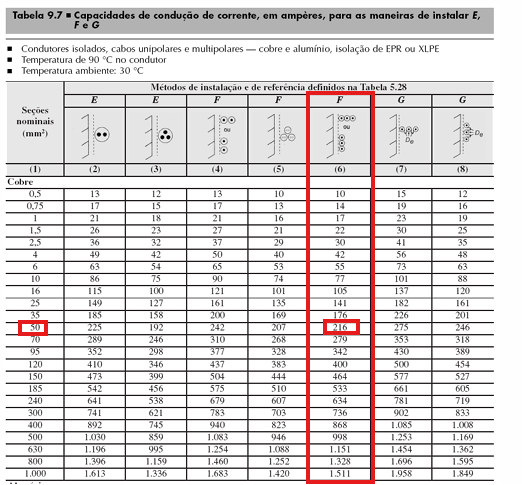 Tabela 9.7 ■ Capacidades de condução de corrente, em ampères, para as maneiras de instalar E,
F e G
■ Condutores isolados, cabos unipolares e multipolares — cobre e alumínio, isolação de EPR ou XLPE
■ Temperatura de 90 °C no condutor
■ Temperatura ambiente: 30 °C
Seções nominais (mm²) Métodos de instalação e de referência definidos na Tabela 5.28
E E F F F G G
ou ou Dₑ Dₑ
(1) (2) (3) (4) (5) (6) (7) (8)
Cobre
0,5 13 12 13 10 10 15 12
0,75 17 15 17 13 14 19 16
1 21 18 21 16 17 23 19
1,5 26 23 27 21 22 30 25
2,5 36 32 37 29 30 41 35
4 49 42 50 40 42 56 48
6 63 54 65 53 55 73 63
10 86 75 90 74 77 101 88
16 115 100 121 101 105 137 120
25 149 127 161 135 141 182 161
35 185 158 200 169 176 226 201
50 225 192 242 207 216 275 246
70 289 246 310 268 279 353 318
95 352 298 377 328 342 430 389
120 410 346 437 383 400 500 454
150 473 399 504 444 464 577 527
185 542 456 575 510 533 661 605
240 641 538 679 607 634 781 719
300 741 621 783 703 736 902 833
400 892 745 940 823 868 1.085 1.008
500 1.030 859 1.083 946 998 1.253 1.169
630 1.196 995 1.254 1.088 1.151 1.454 1.362
800 1.396 1.159 1.460 1.252 1.328 1.696 1.595
1.000 1.613 1.336 1.683 1.420 1.511 1.958 1.849